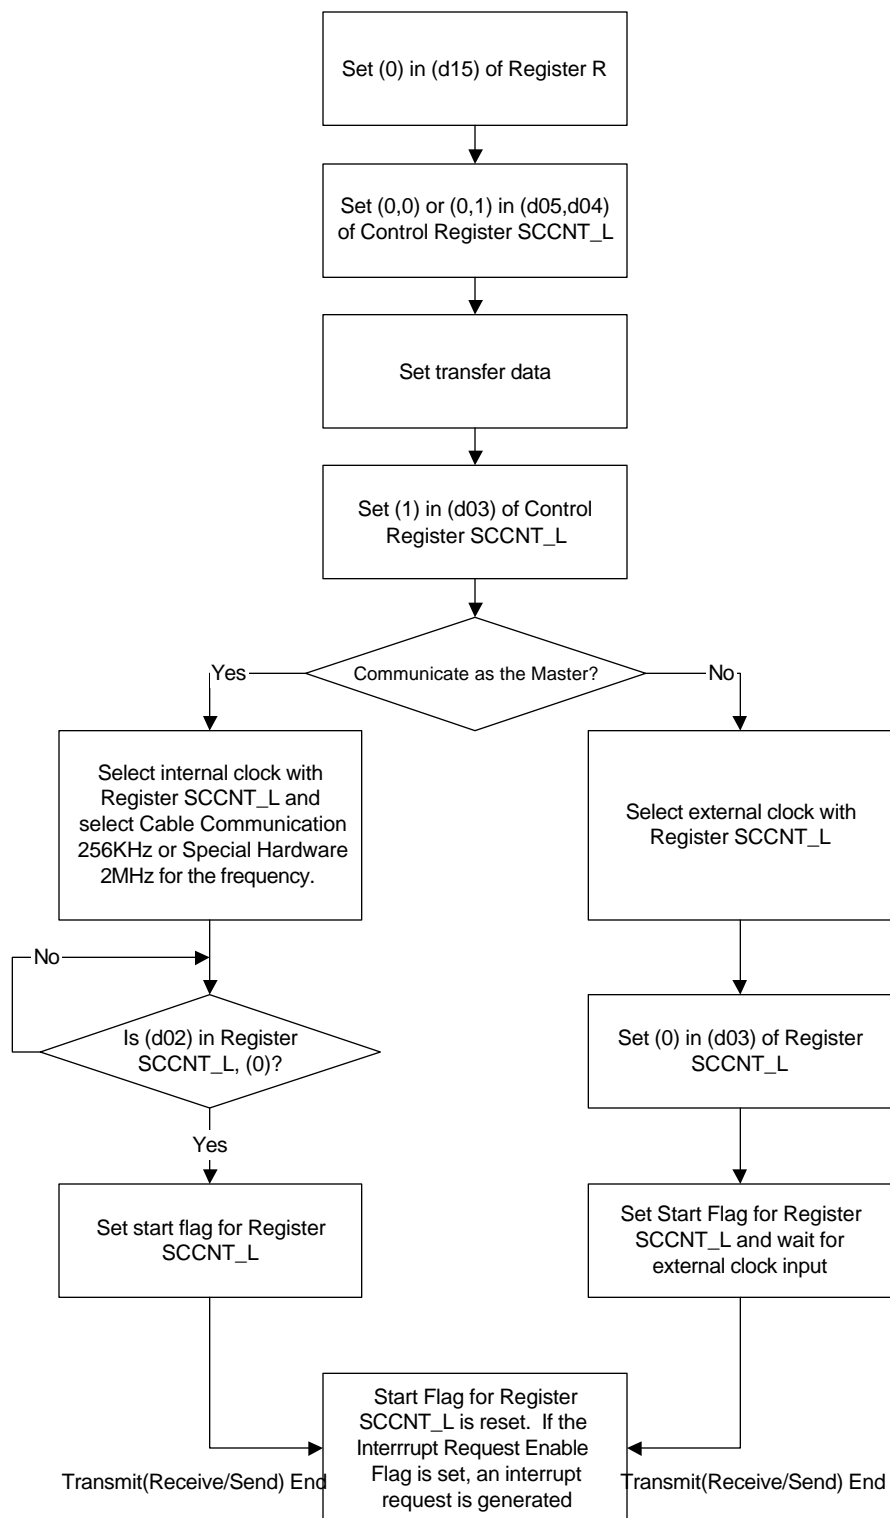 Set (0) in (d15) of Register R
Set (0,0) or (0,1) in (d05,d04)
of Control Register SCCNT_L
Set transfer data
Set (1) in (d03) of Control
Register SCCNT_L
Communicate as the Master?
Yes
No
Select internal clock with
Register SCCNT_L and
select Cable Communication
256KHz or Special Hardware
2MHz for the frequency.
Select external clock with
Register SCCNT_L
No
Is (d02) in Register
SCCNT_L, (0)?
Set (0) in (d03) of Register
SCCNT_L
Yes
Set start flag for Register
SCCNT_L
Set Start Flag for Register
SCCNT_L and wait for
external clock input
Start Flag for Register
SCCNT_L is reset. If the
Interrrupt Request Enable
Flag is set, an interrupt
request is generated
Transmit(Receive/Send) End
Transmit(Receive/Send) End